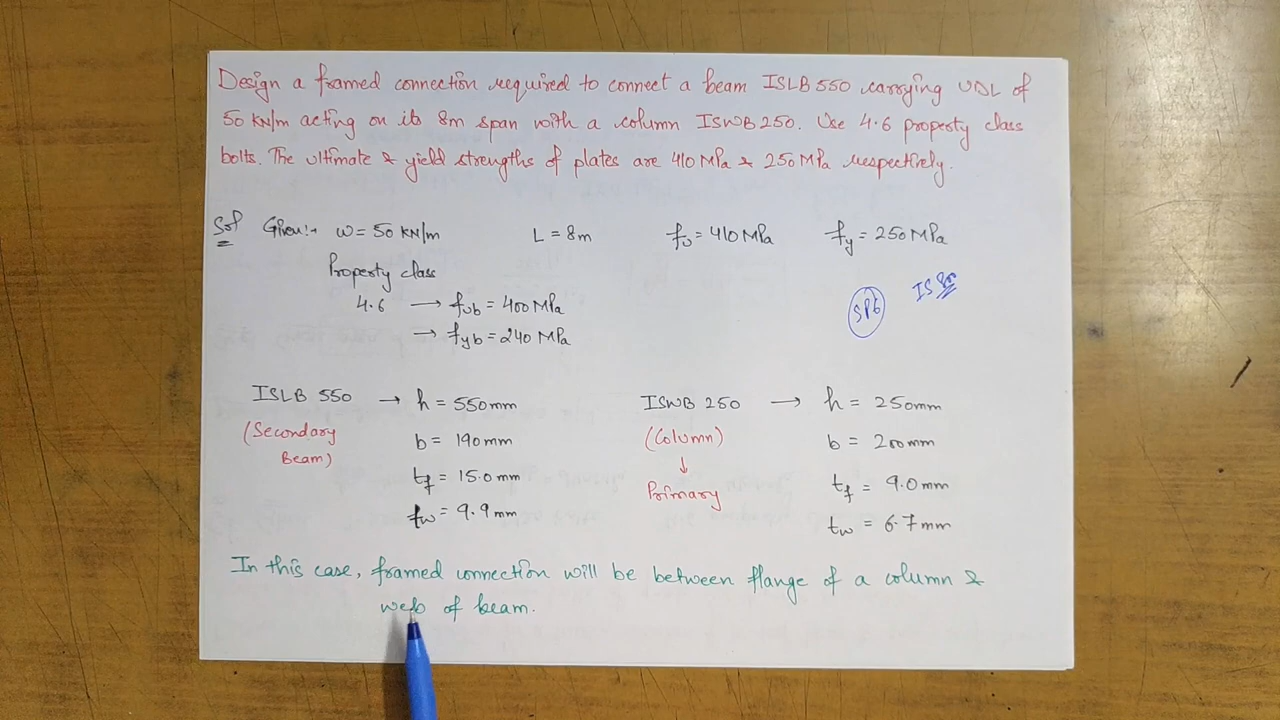 Design a framed connection required to connect a beam ISLB 550 carrying UDL of
50 kN/m acting on its 8m span with a column ISWB 250. Use 4.6 property class
bolts. The ultimate & yield strengths of plates are 410 MPa & 250 MPa respectively.
Sol Given:- w = 50 kN/m L = 8m fu = 410 MPa fy = 250 MPa
Property class
4.6 → fub = 400 MPa
→ fyb = 240 MPa
SP6 IS
ISLB 550 → h = 550mm
(Secondary Beam)
b = 190mm
tf = 15.0 mm
tw = 9.9 mm
ISWB 250 → h = 250mm
(Column)
↓
Primary
b = 200mm
tf = 9.0mm
tw = 6.7mm
In this case, framed connection will be between flange of a column &
web of beam.